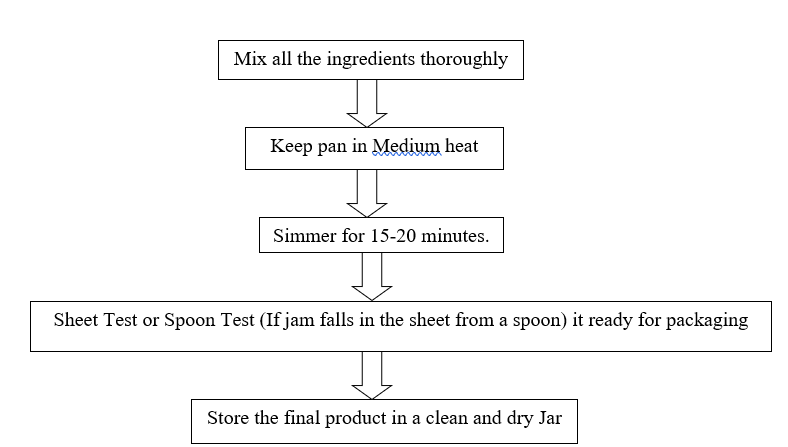 Mix all the ingredients thoroughly
Keep pan in Medium heat
Simmer for 15-20 minutes.
Sheet Test or Spoon Test (If jam falls in the sheet from a spoon) it ready for packaging
Store the final product in a clean and dry Jar